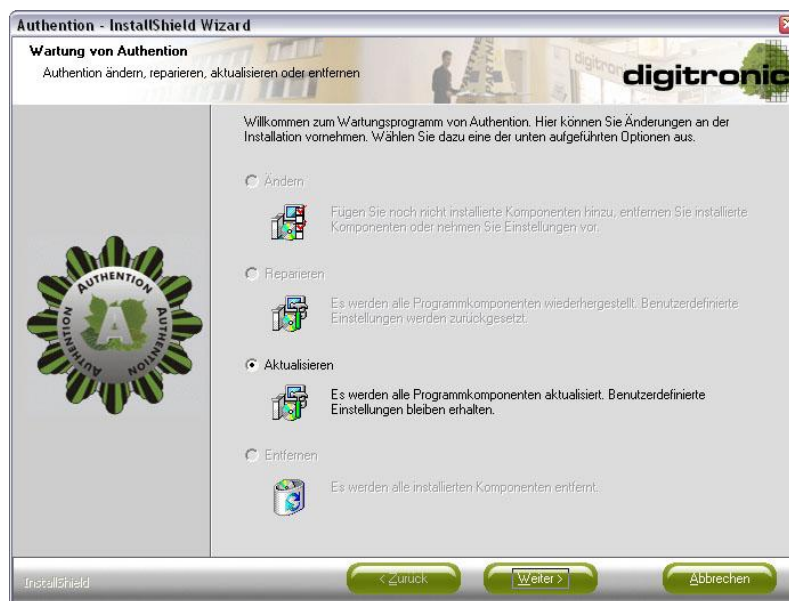 Authention - InstallShield Wizard
Wartung von Authention
Authention ändern, reparieren, aktualisieren oder entfernen
PARTNER
digitronic
digitronic
Willkommen zum Wartungsprogramm von Authention. Hier können Sie Änderungen an der
Installation vornehmen. Wählen Sie dazu eine der unten aufgeführten Optionen aus.
Ändern
Fügen Sie noch nicht installierte Komponenten hinzu, entfernen Sie installierte
Komponenten oder nehmen Sie Einstellungen vor.
Reparieren
Es werden alle Programmkomponenten wiederhergestellt. Benutzerdefinierte
Einstellungen werden zurückgesetzt.
AUTHENTION
AUTHENTION
AUTHENTION
AUTHENTION
A
Aktualisieren
Es werden alle Programmkomponenten aktualisiert. Benutzerdefinierte
Einstellungen bleiben erhalten.
Entfernen
Es werden alle installierten Komponenten entfernt.
InstallShield
< Zurück
Weiter >
Abbrechen